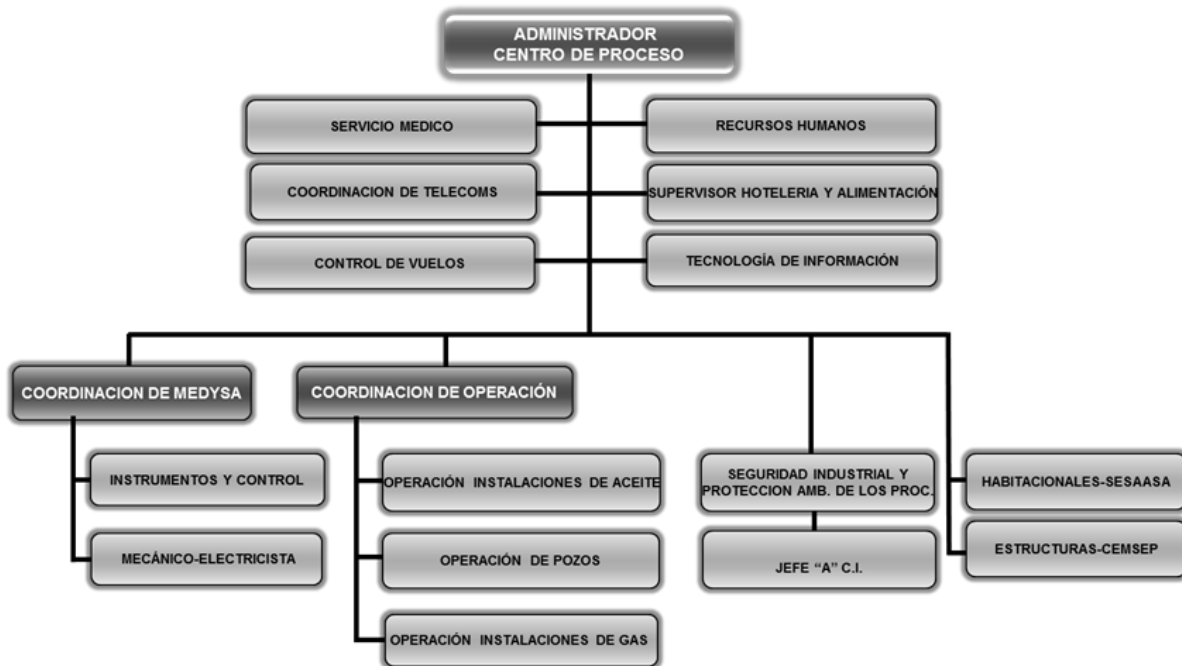 ADMINISTRADOR
CENTRO DE PROCESO
SERVICIO MEDICO
RECURSOS HUMANOS
COORDINACION DE TELECOMS
SUPERVISOR HOTELERIA Y ALIMENTACIÓN
CONTROL DE VUELOS
TECNOLOGÍA DE INFORMACIÓN
COORDINACION DE MEDYSA
INSTRUMENTOS Y CONTROL
MECÁNICO-ELECTRICISTA
COORDINACION DE OPERACIÓN
OPERACIÓN INSTALACIONES DE ACEITE
OPERACIÓN DE POZOS
OPERACIÓN INSTALACIONES DE GAS
SEGURIDAD INDUSTRIAL Y
PROTECCION AMB. DE LOS PROC.
JEFE “A” C.I.
HABITACIONALES-SESAASA
ESTRUCTURAS-CEMSEP